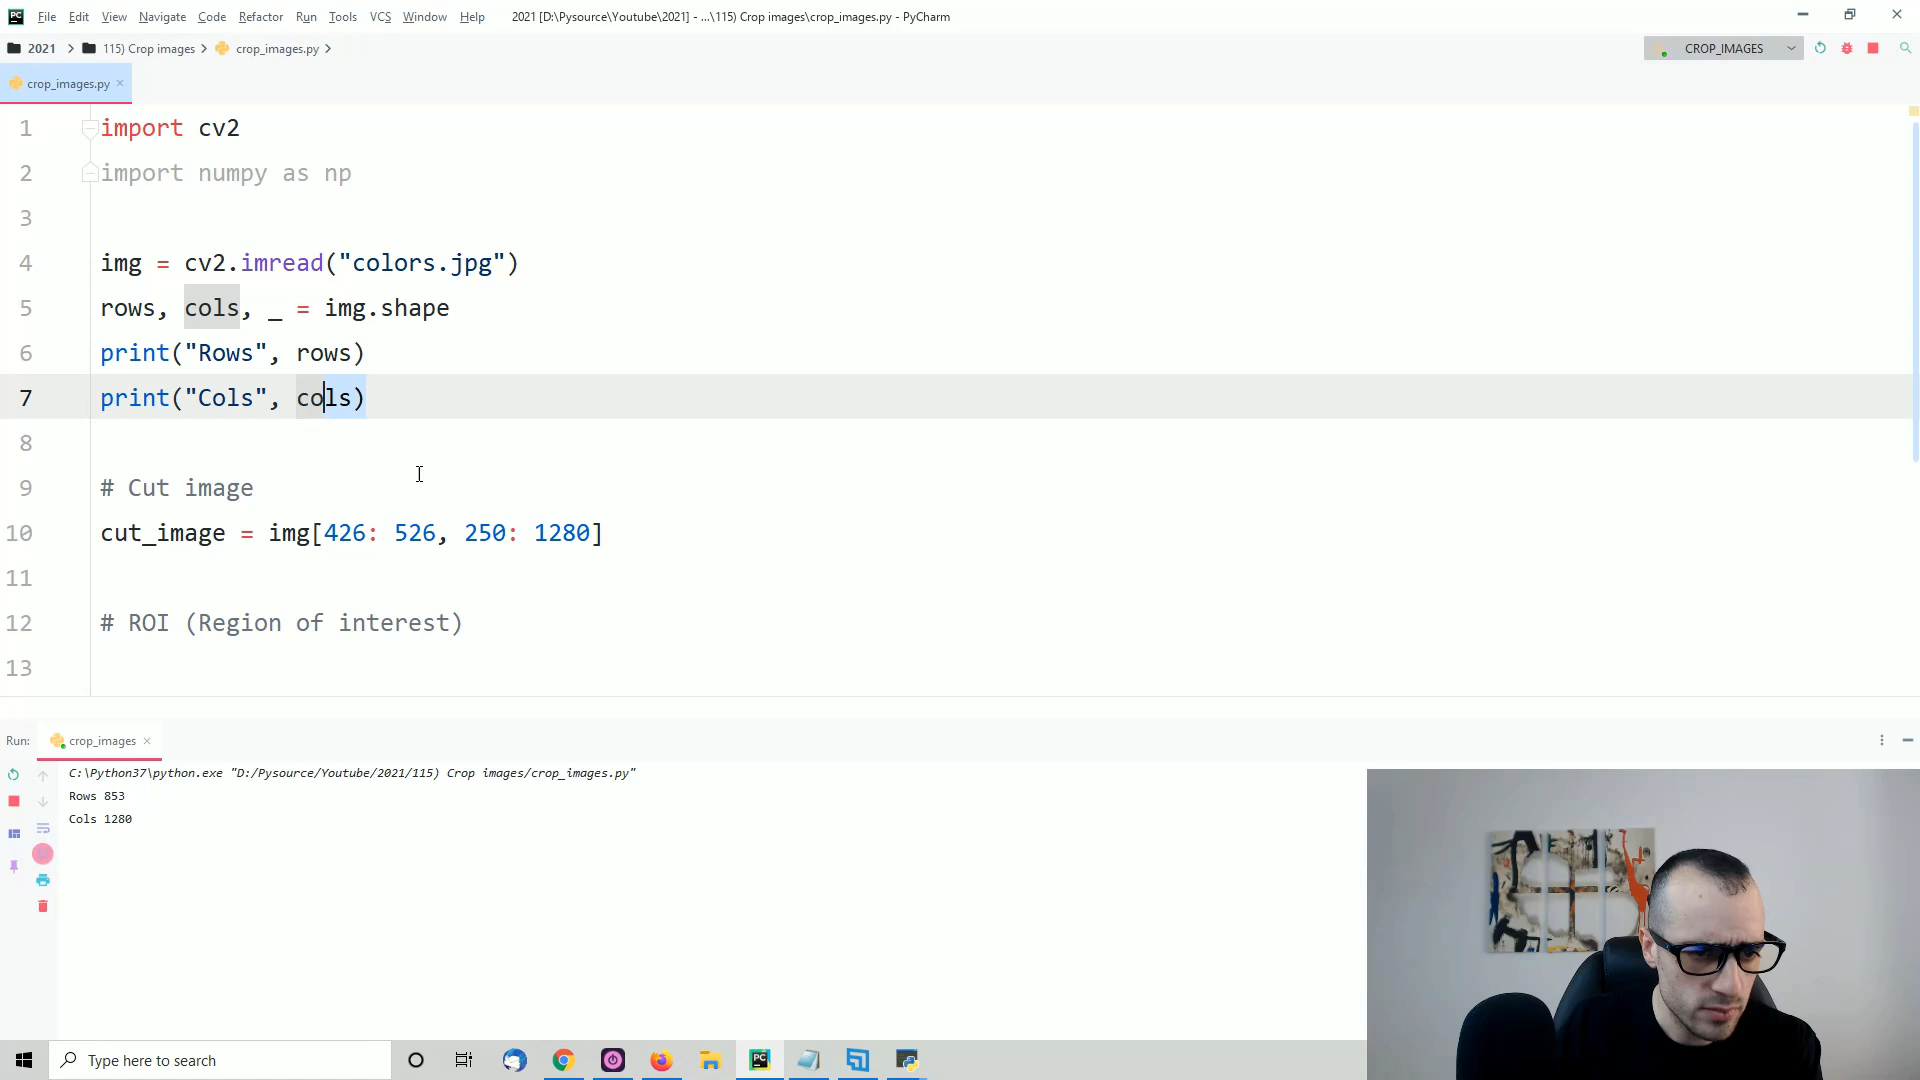 File Edit View Navigate Code Refactor Run Tools VCS Window Help 2021 [D:\Pysource\Youtube\2021] - ...\115) Crop images\crop_images.py - PyCharm
2021 115) Crop images crop_images.py CROP_IMAGES
crop_images.py
1 import cv2
2 import numpy as np
3
4 img = cv2.imread("colors.jpg")
5 rows, cols, _ = img.shape
6 print("Rows", rows)
7 print("Cols", cols)
8
9 # Cut image
10 cut_image = img[426: 526, 250: 1280]
11
12 # ROI (Region of interest)
13
Run: crop_images
C:\Python37\python.exe "D:/Pysource/Youtube/2021/115) Crop images/crop_images.py"
Rows 853
Cols 1280
Type here to search